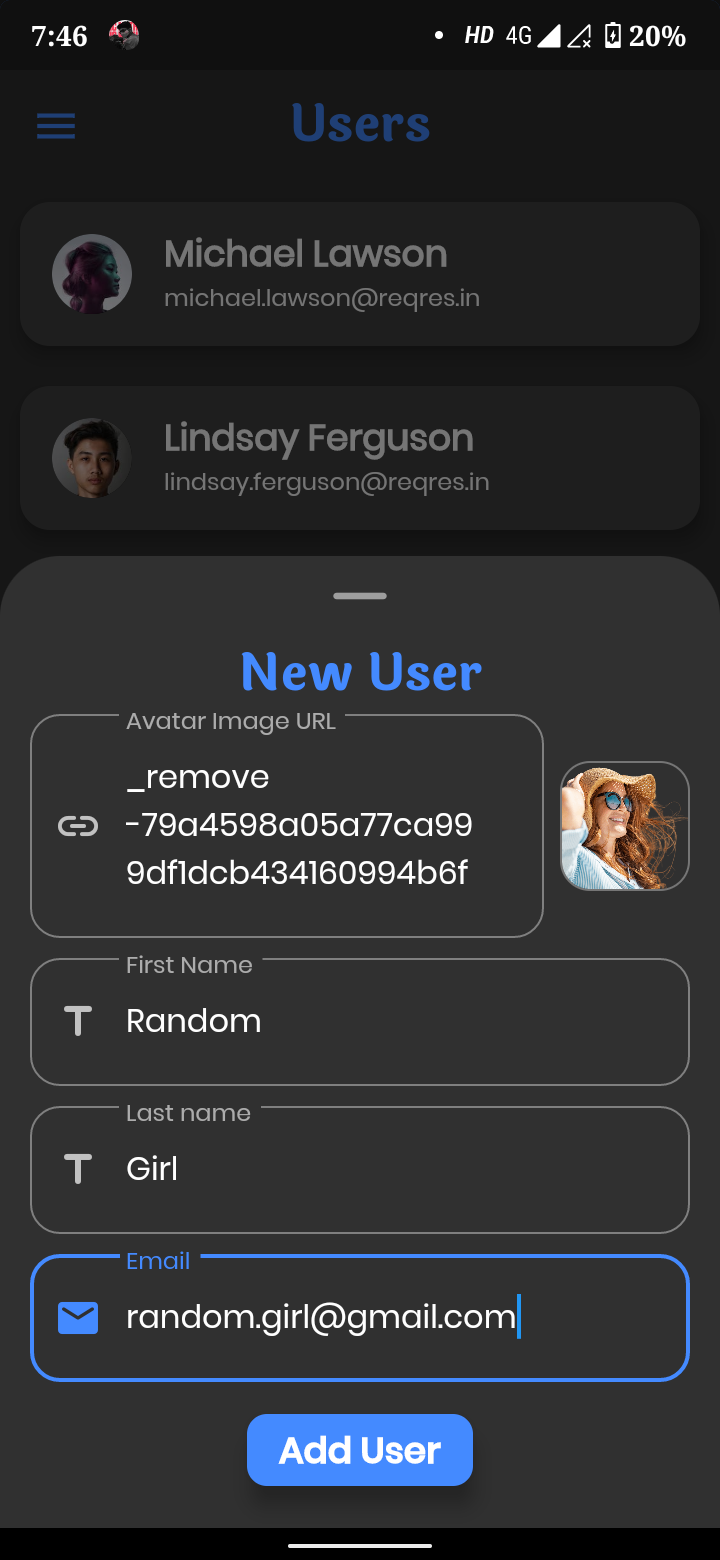 7:46 HD 4G 20%
Users
Michael Lawson
michael.lawson@reqres.in
Lindsay Ferguson
lindsay.ferguson@reqres.in
New User
Avatar Image URL
_remove
-79a4598a05a77ca99
9df1dcb434160994b6f
First Name
Random
Last name
Girl
Email
random.girl@gmail.com
Add User